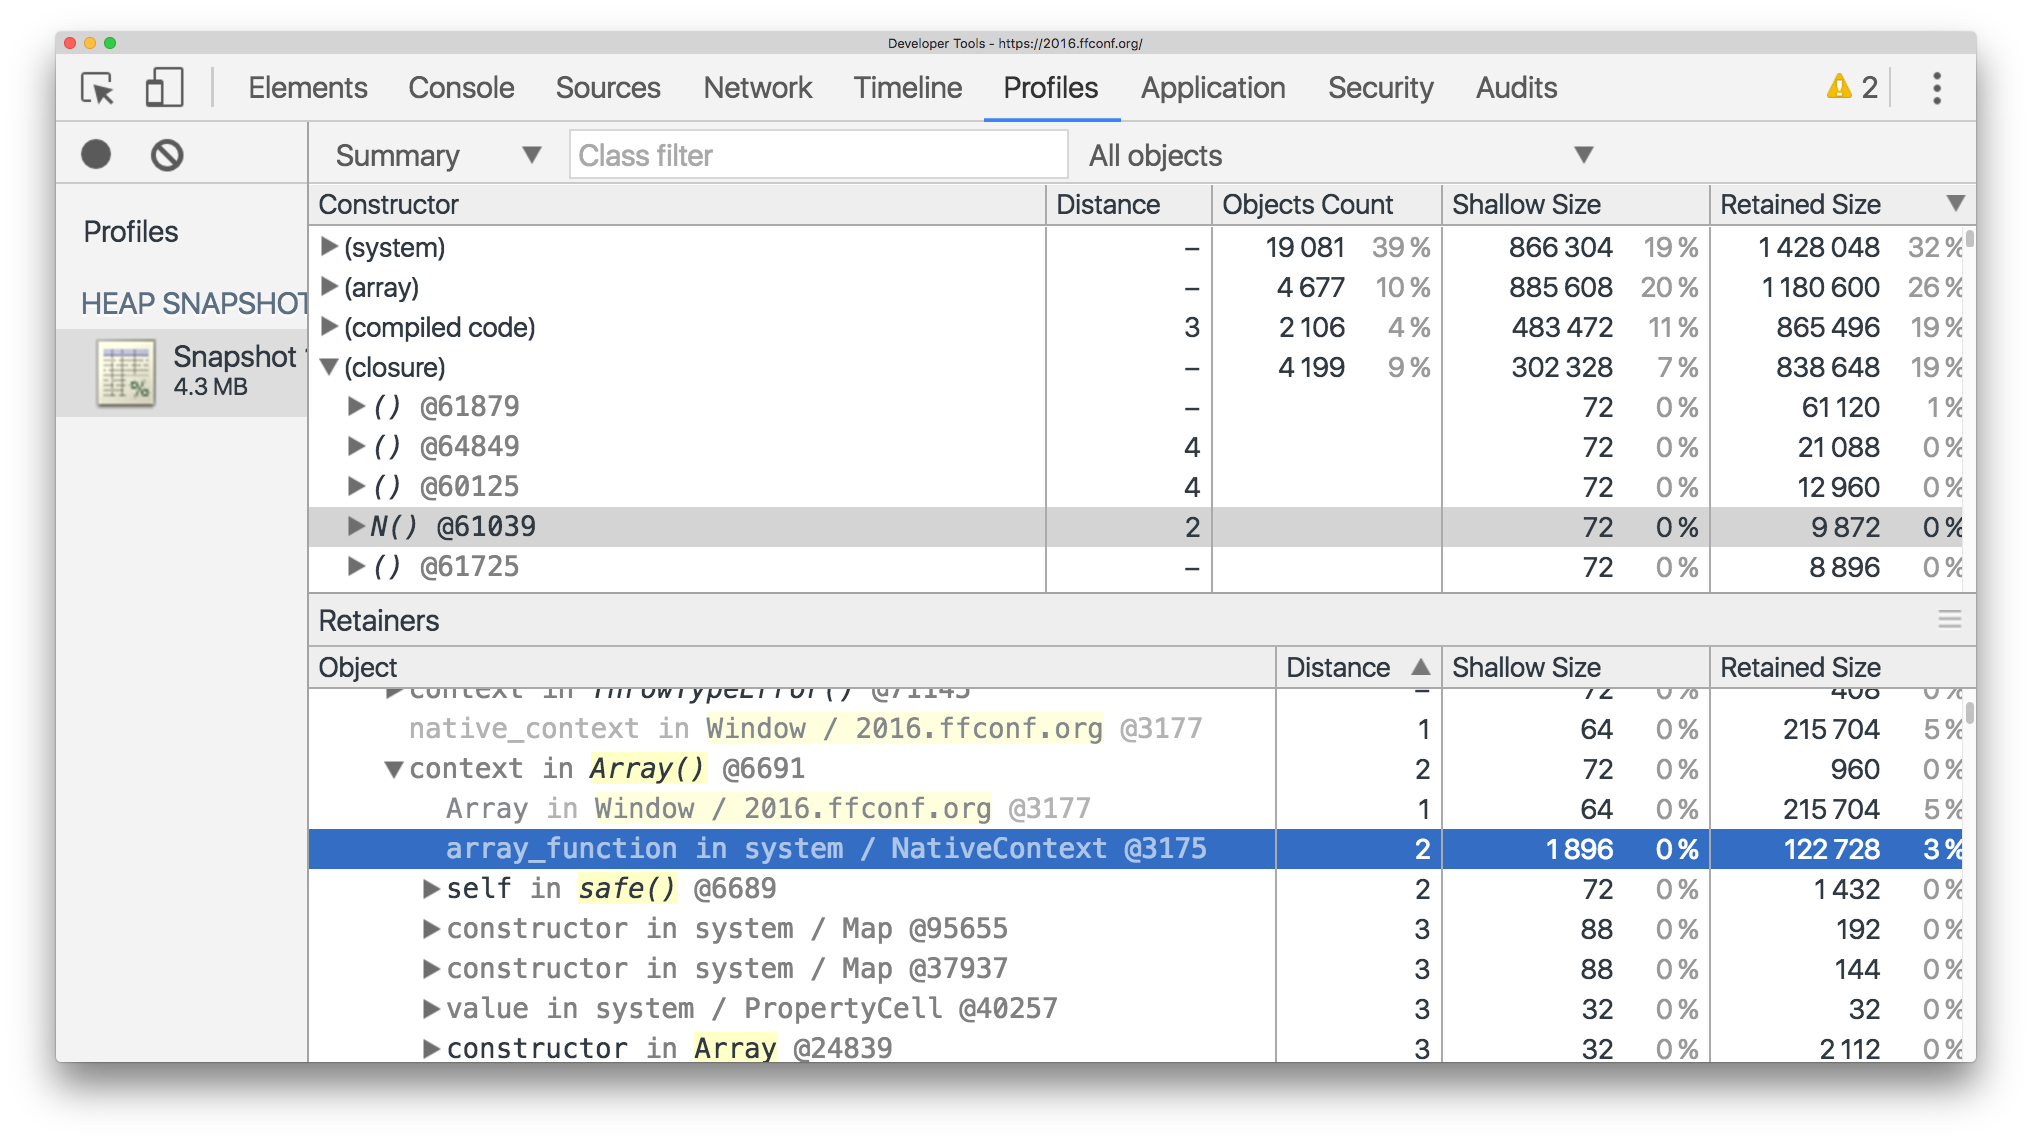 Developer Tools - https://2016.ffconf.org/
Elements Console Sources Network Timeline Profiles Application Security Audits 2
Summary Class filter All objects
Profiles
HEAP SNAPSHOT
Snapshot
4.3 MB
Constructor Distance Objects Count Shallow Size Retained Size
(system) – 19 081 39 % 866 304 19 % 1 428 048 32 %
(array) – 4 677 10 % 885 608 20 % 1 180 600 26 %
(compiled code) 3 2 106 4 % 483 472 11 % 865 496 19 %
(closure) – 4 199 9 % 302 328 7 % 838 648 19 %
() @61879 – 72 0 % 61 120 1 %
() @64849 4 72 0 % 21 088 0 %
() @60125 4 72 0 % 12 960 0 %
N() @61039 2 72 0 % 9 872 0 %
() @61725 – 72 0 % 8 896 0 %
Retainers
Object Distance Shallow Size Retained Size
context in ThrowTypeError() @71145 – 72 0 % 408 0 %
native_context in Window / 2016.ffconf.org @3177 1 64 0 % 215 704 5 %
context in Array() @6691 2 72 0 % 960 0 %
Array in Window / 2016.ffconf.org @3177 1 64 0 % 215 704 5 %
array_function in system / NativeContext @3175 2 1 896 0 % 122 728 3 %
self in safe() @6689 2 72 0 % 1 432 0 %
constructor in system / Map @95655 3 88 0 % 192 0 %
constructor in system / Map @37937 3 88 0 % 144 0 %
value in system / PropertyCell @40257 3 32 0 % 32 0 %
constructor in Array @24839 3 32 0 % 2 112 0 %